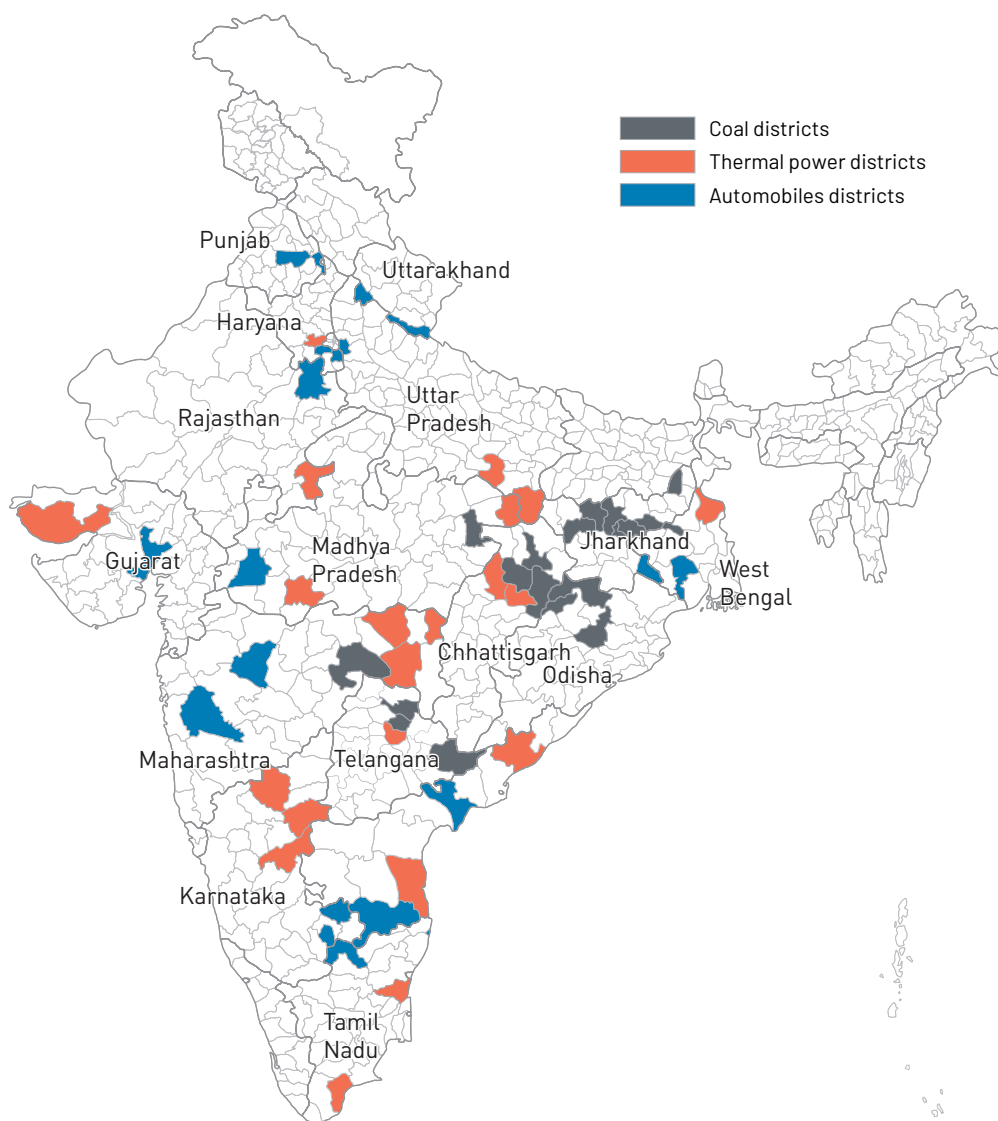 Coal districts
Thermal power districts
Automobiles districts
Punjab
Uttarakhand
Haryana
Uttar
Pradesh
Rajasthan
Jharkhand
Madhya
Pradesh
Gujarat
West
Bengal
Chhattisgarh
Odisha
Maharashtra
Telangana
Karnataka
Tamil
Nadu